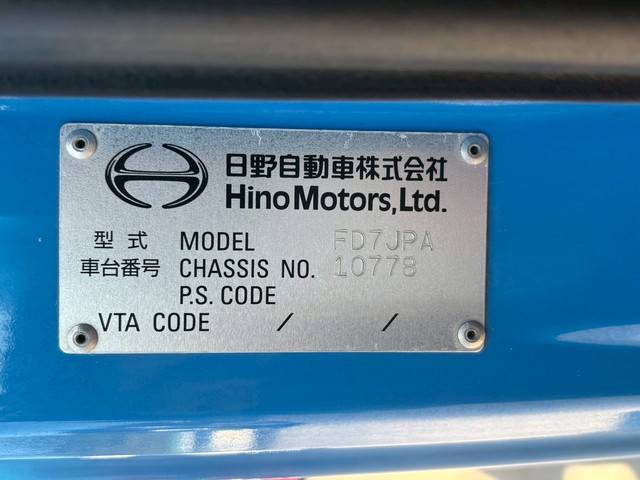 日野自動車株式会社
Hino Motors, Ltd.
型式 MODEL FD7JPA
車台番号 CHASSIS NO. 10778
P.S. CODE
VTA CODE / /